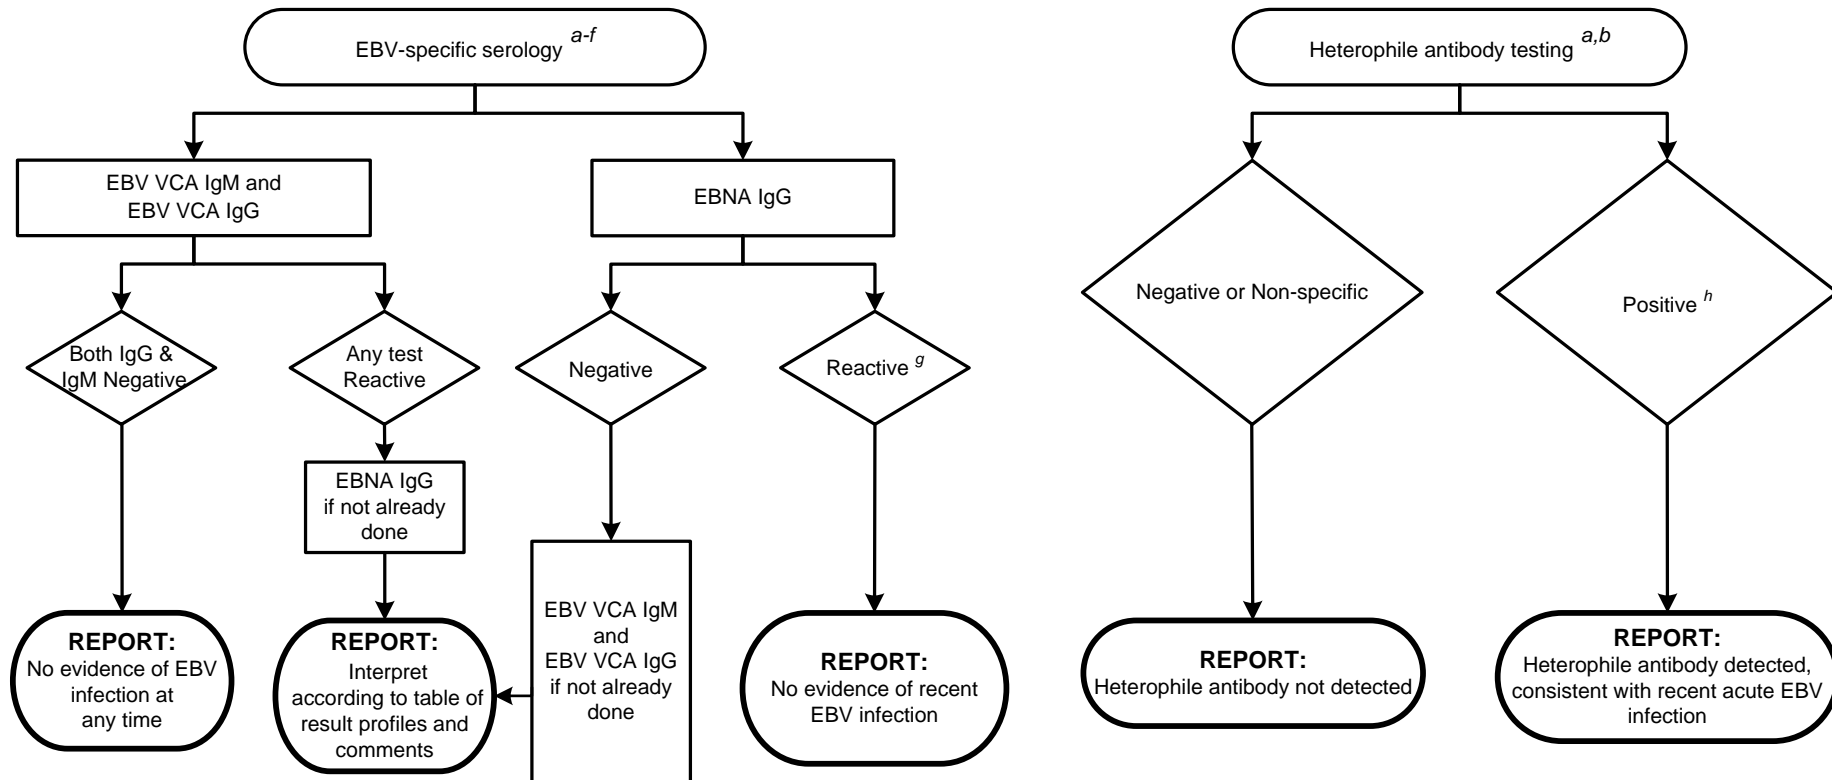 EBV-specific serology a-f
Heterophile antibody testing a,b
EBV VCA IgM and
EBV VCA IgG
EBNA IgG
Both IgG &
IgM Negative
Any test
Reactive
Negative
Reactive g
Negative or Non-specific
Positive h
EBNA IgG
if not already
done
EBV VCA IgM
and
EBV VCA IgG
if not already
done
REPORT:
No evidence of EBV
infection at
any time
REPORT:
Interpret
according to table of
result profiles and
comments
REPORT:
No evidence of recent
EBV infection
REPORT:
Heterophile antibody not detected
REPORT:
Heterophile antibody detected,
consistent with recent acute EBV
infection